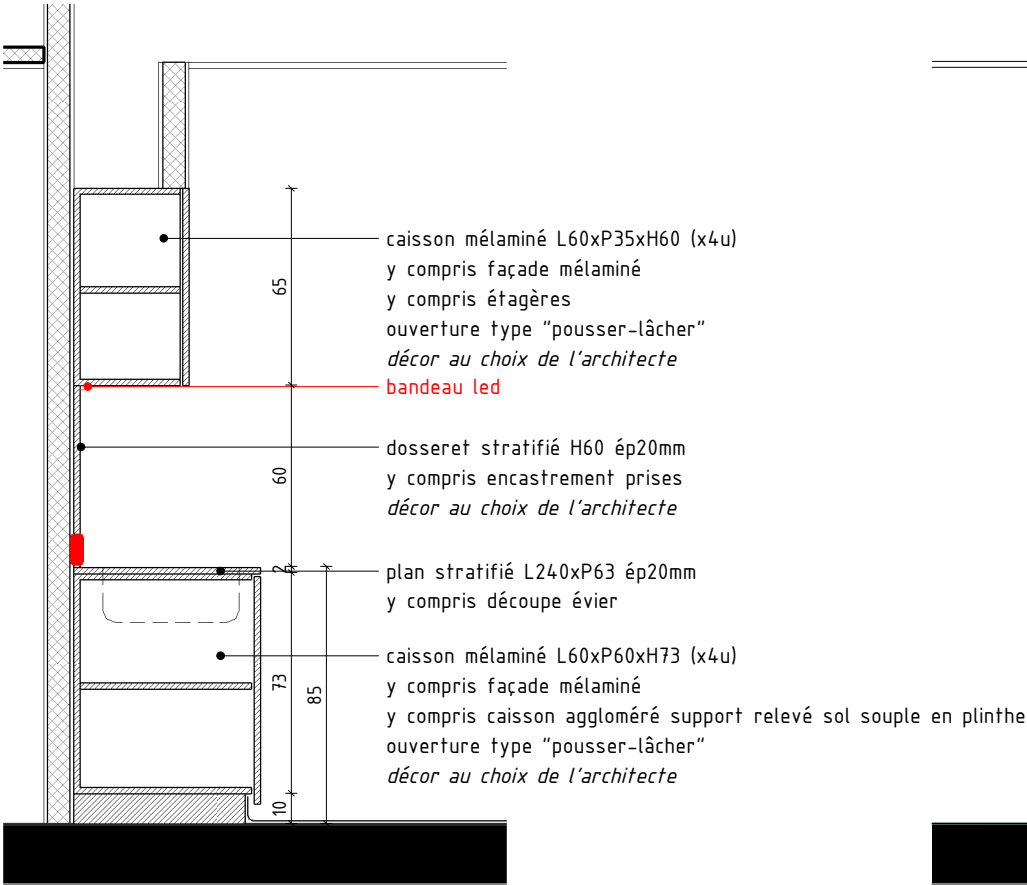 caisson mélaminé L60xP35xH60 (x4u)
y compris façade mélaminé
y compris étagères
ouverture type "pousser-lâcher"
décor au choix de l'architecte
bandeau led
dosseret stratifié H60 ép20mm
y compris encastrement prises
décor au choix de l'architecte
plan stratifié L240xP63 ép20mm
y compris découpe évier
caisson mélaminé L60xP60xH73 (x4u)
y compris façade mélaminé
y compris caisson aggloméré support relevé sol souple en plinthe
ouverture type "pousser-lâcher"
décor au choix de l'architecte
65
60
2
73
85
10